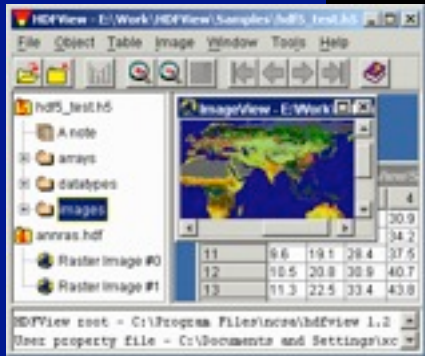 HDFView - E:\Work\HDFView\Samples\hdf5_test.h5
File Object Table Image Window Tools Help
hdf5_test.h5
A note
arrays
datatypes
images
annras.hdf
Raster Image #0
Raster Image #1
ImageView - E:\Work
4
30.9
34.2
11 9.6 19.1 28.4 37.5
12 10.5 20.8 30.9 40.7
13 11.3 22.5 33.4 43.8
HDFView root - C:\Program Files\ncsa\hdfview 1.2
User property file - C:\Documents and Settings\xc